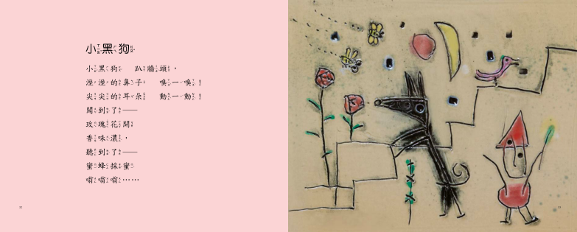 小黑狗
小黑狗 趴牆頭，
溼溼的鼻子 嗅一嗅！
尖尖的耳朵 動一動！
聞到了——
玫瑰花開
香味濃，
聽到了——
蜜蜂採蜜
嗡嗡嗡……